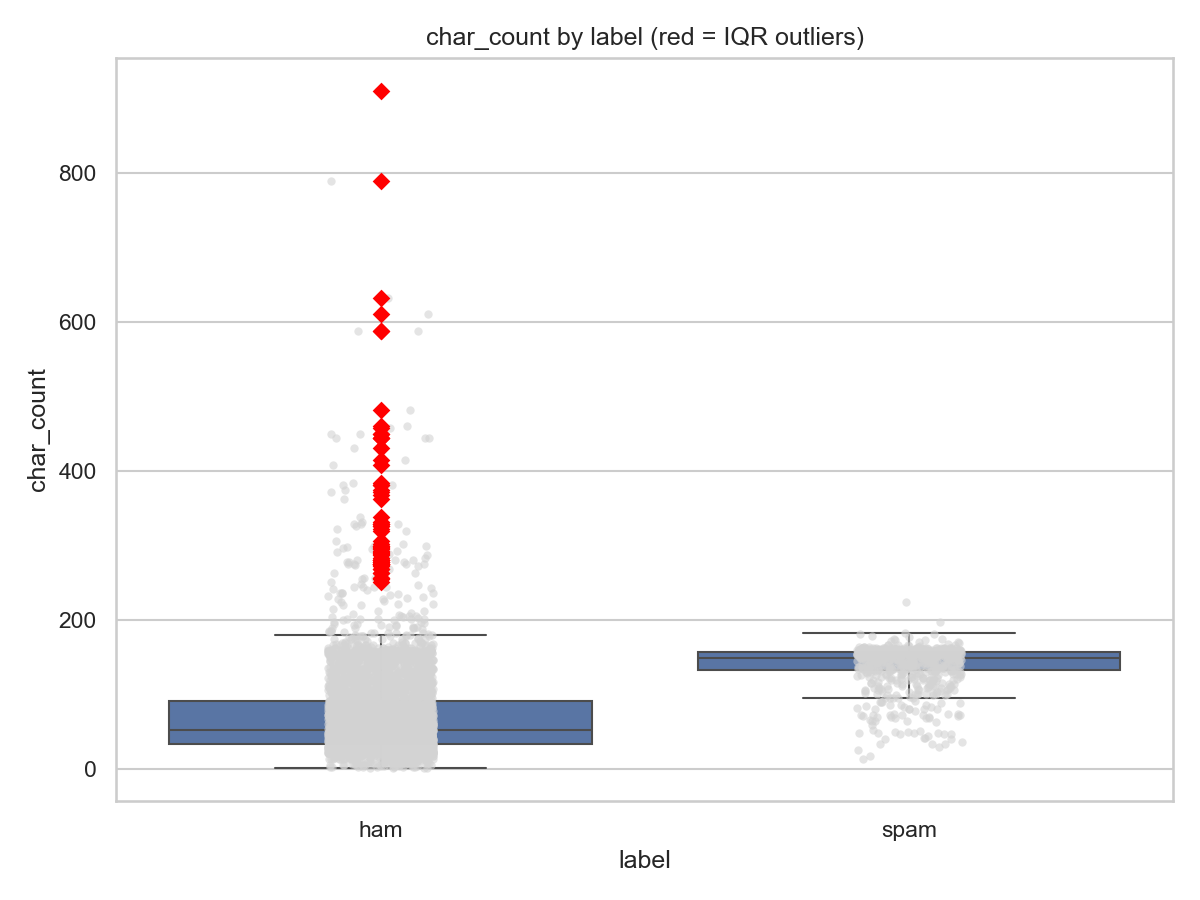 char_count by label (red = IQR outliers)
char_count
800
600
400
200
0
ham
spam
label